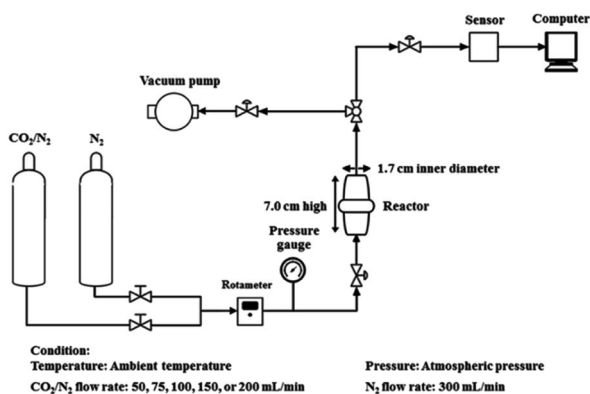 Sensor
Computer
Vacuum pump
CO₂/N₂
N₂
1.7 cm inner diameter
7.0 cm high
Reactor
Pressure
gauge
Rotameter
Condition:
Temperature: Ambient temperature
Pressure: Atmospheric pressure
CO₂/N₂ flow rate: 50, 75, 100, 150, or 200 mL/min
N₂ flow rate: 300 mL/min